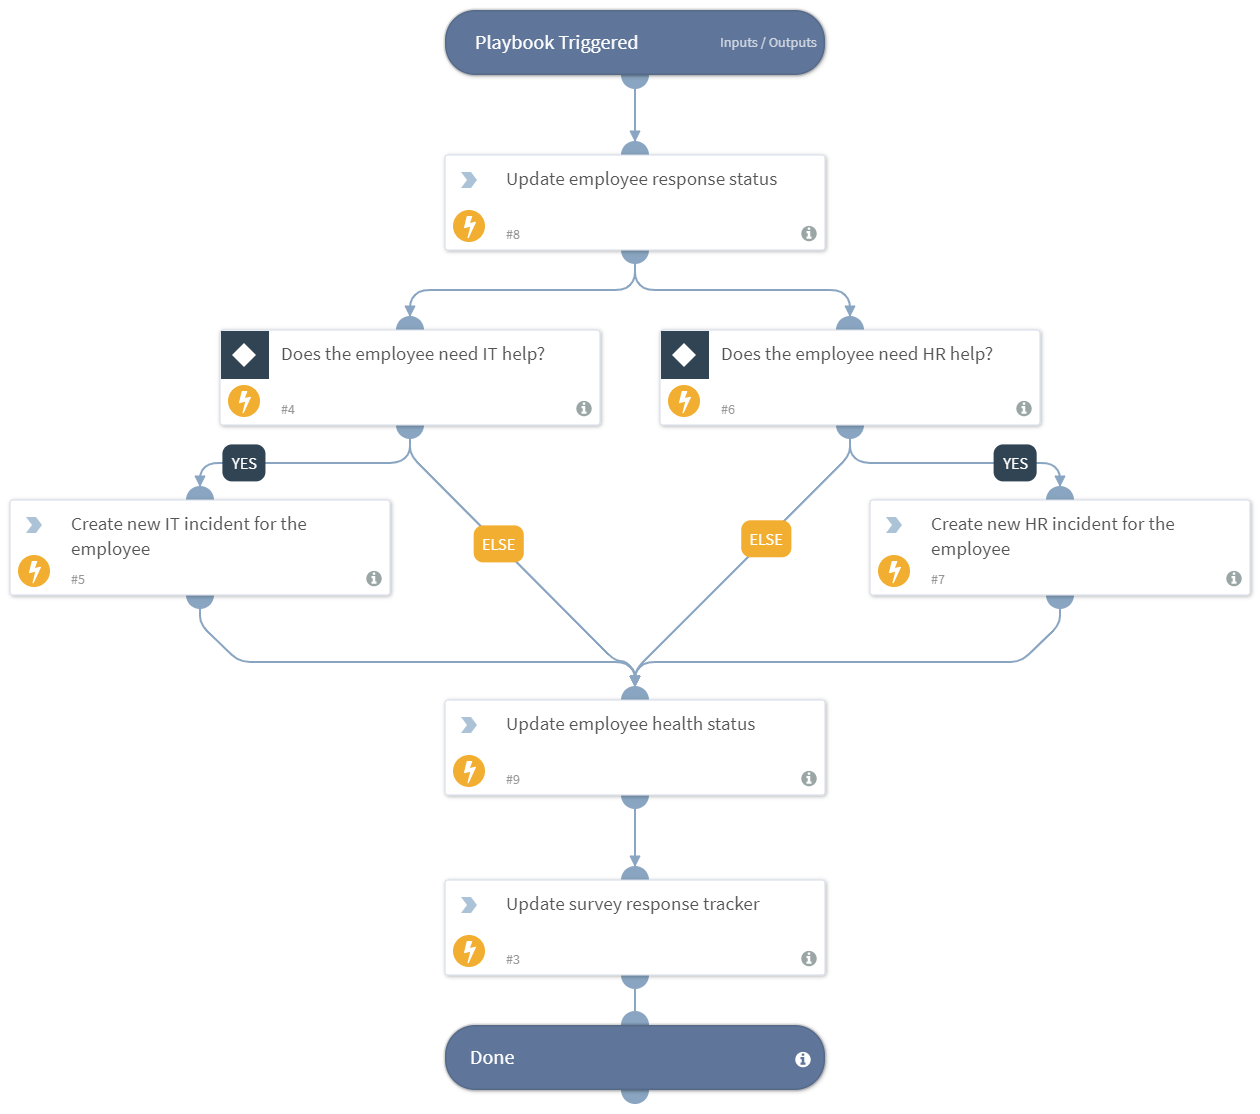 Playbook Triggered
Inputs / Outputs
Update employee response status
#8
Does the employee need IT help?
#4
Does the employee need HR help?
#6
YES
YES
Create new IT incident for the
employee
#5
ELSE
ELSE
Create new HR incident for the
employee
#7
Update employee health status
#9
Update survey response tracker
#3
Done